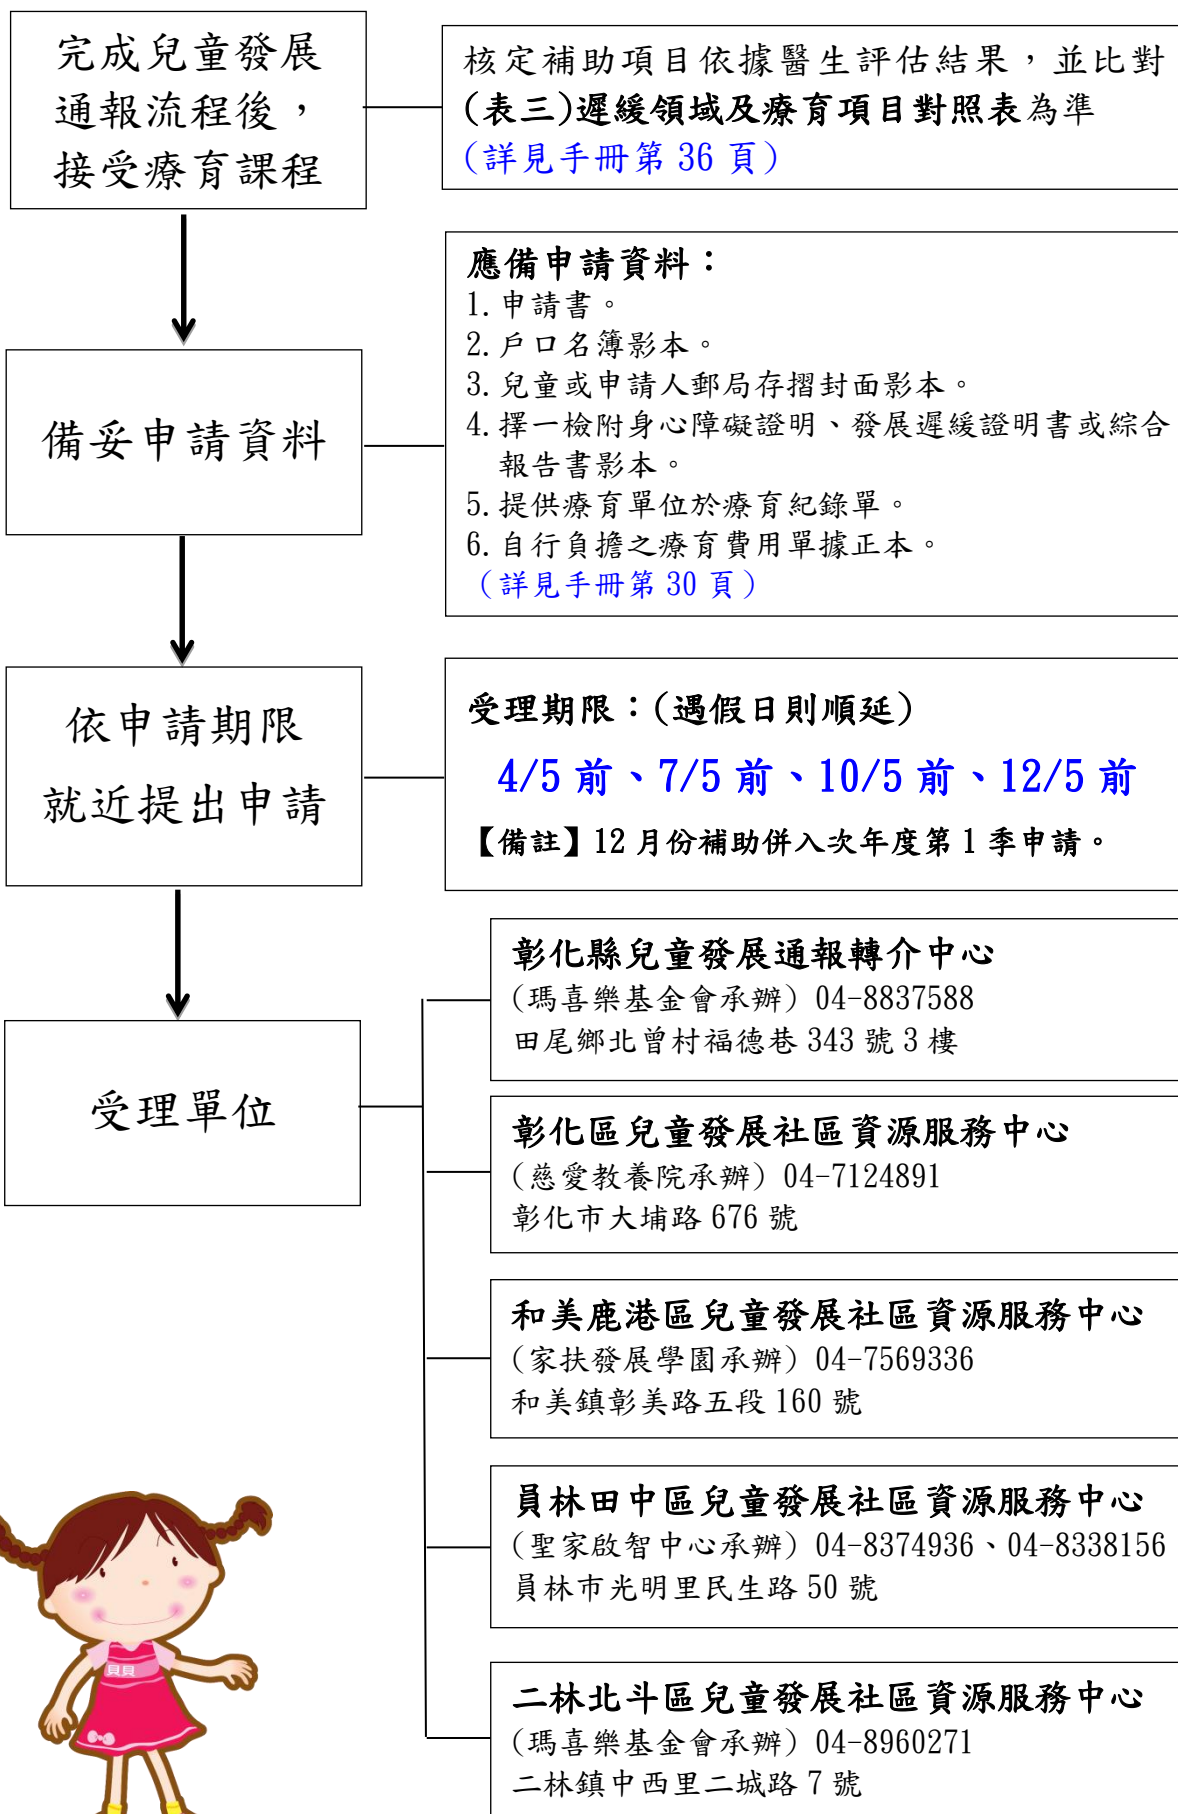 完成兒童發展
通報流程後，
接受療育課程
核定補助項目依據醫生評估結果，並比對
(表三)遲緩領域及療育項目對照表為準
(詳見手冊第 36 頁)
備妥申請資料
應備申請資料：
1.申請書。
2.戶口名簿影本。
3.兒童或申請人郵局存摺封面影本。
4.擇一檢附身心障礙證明、發展遲緩證明書或綜合
報告書影本。
5.提供療育單位於療育紀錄單。
6.自行負擔之療育費用單據正本。
（詳見手冊第 30 頁）
依申請期限
就近提出申請
受理期限：(遇假日則順延)
4/5 前、7/5 前、10/5 前、12/5 前
【備註】12 月份補助併入次年度第 1 季申請。
受理單位
彰化縣兒童發展通報轉介中心
(瑪喜樂基金會承辦) 04-8837588
田尾鄉北曾村福德巷 343 號 3 樓
彰化區兒童發展社區資源服務中心
(慈愛教養院承辦) 04-7124891
彰化市大埔路 676 號
和美鹿港區兒童發展社區資源服務中心
(家扶發展學園承辦) 04-7569336
和美鎮彰美路五段 160 號
員林田中區兒童發展社區資源服務中心
(聖家啟智中心承辦) 04-8374936、04-8338156
員林市光明里民生路 50 號
二林北斗區兒童發展社區資源服務中心
(瑪喜樂基金會承辦) 04-8960271
二林鎮中西里二城路 7 號
貝貝